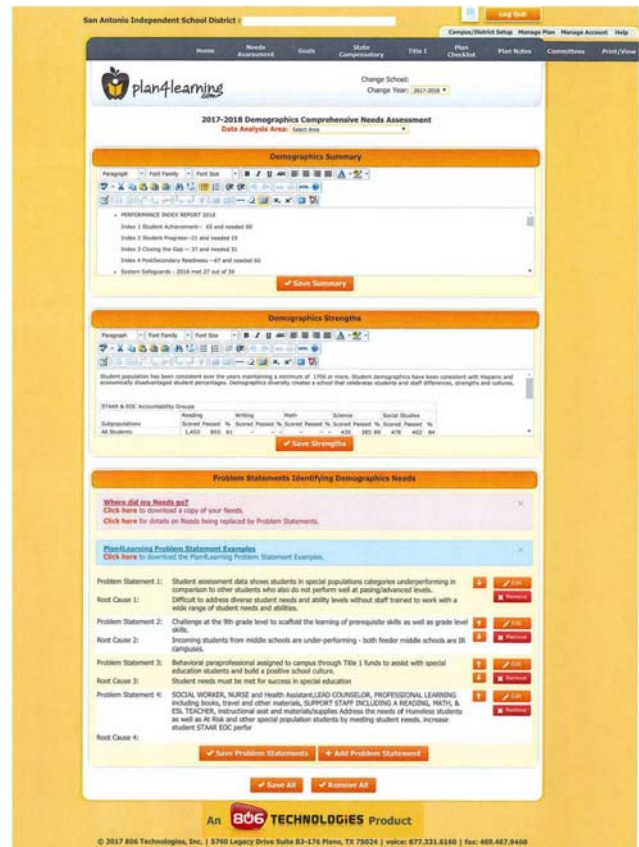 San Antonio Independent School District :
Log Out
Campus/District Setup Manage Plan Manage Account Help
Home Needs Assessment Goals State Compensatory Title I Plan Checklist Plan Notes Committees Print/View
plan4learning.com
Change School:
Change Year: 2017-2018
2017-2018 Demographics Comprehensive Needs Assessment
Data Analysis Area: Select Area
Demographics Summary
Paragraph Font Family Font Size B I U ABC
• PERFORMANCE INDEX REPORT 2016
Index 1 Student Achievement-- 65 and needed 60
Index 2 Student Progress--21 and needed 15
Index 3 Closing the Gap -- 37 and needed 31
Index 4 PostSecondary Readiness --67 and needed 60
• System Safeguards - 2016 met 27 out of 39
Save Summary
Demographics Strengths
Paragraph Font Family Font Size B I U ABC
Student population has been consistent over the years maintaining a minimum of 1750 or more. Student demographics have been consistent with Hispanic and
economically disadvantaged student percentages. Demographics diversity creates a school that celebrates students and staff differences, strengths and cultures.
STAAR & EOC Accountability Groups
Reading Writing Math Science Social Studies
Subpopulations Scored Passed % Scored Passed % Scored Passed % Scored Passed % Scored Passed %
All Students 1,453 893 61 - - - - - - 435 385 89 478 402 84
Save Strengths
Problem Statements Identifying Demographics Needs
Where did my Needs go?
Click here to download a copy of your Needs.
Click here for details on Needs being replaced by Problem Statements.
Plan4Learning Problem Statement Examples
Click here to download the Plan4Learning Problem Statement Examples.
Problem Statement 1: Student assessment data shows students in special populations categories underperforming in
comparison to other students who also do not perform well at pasing/advanced levels.
Edit
Remove
Root Cause 1: Difficult to address diverse student needs and ability levels without staff trained to work with a
wide range of student needs and abilities.
Problem Statement 2: Challenge at the 9th grade level to scaffold the learning of prerequisite skills as well as grade level
skills.
Edit
Remove
Root Cause 2: Incoming students from middle schools are under-performing - both feeder middle schools are IR
campuses.
Problem Statement 3: Behavioral paraprofessional assigned to campus through Title 1 funds to assist with special
education students and build a positive school culture.
Edit
Remove
Root Cause 3: Student needs must be met for success in special education
Problem Statement 4: SOCIAL WORKER, NURSE and Health Assistant,LEAD COUNSELOR, PROFESSIONAL LEARNING
including books, travel and other materials, SUPPORT STAFF INCLUDING A READING, MATH, &
ESL TEACHER, instructional asst and materials/supplies Address the needs of Homeless students
as well as At Risk and other special population students by meeting student needs. increase
student STAAR EOC perfor
Edit
Remove
Root Cause 4:
Save Problem Statements + Add Problem Statement
Save All Remove All
An 806 TECHNOLOGIES Product
© 2017 806 Technologies, Inc. | 5760 Legacy Drive Suite B3-176 Plano, TX 75024 | voice: 877.331.6160 | fax: 469.467.9460